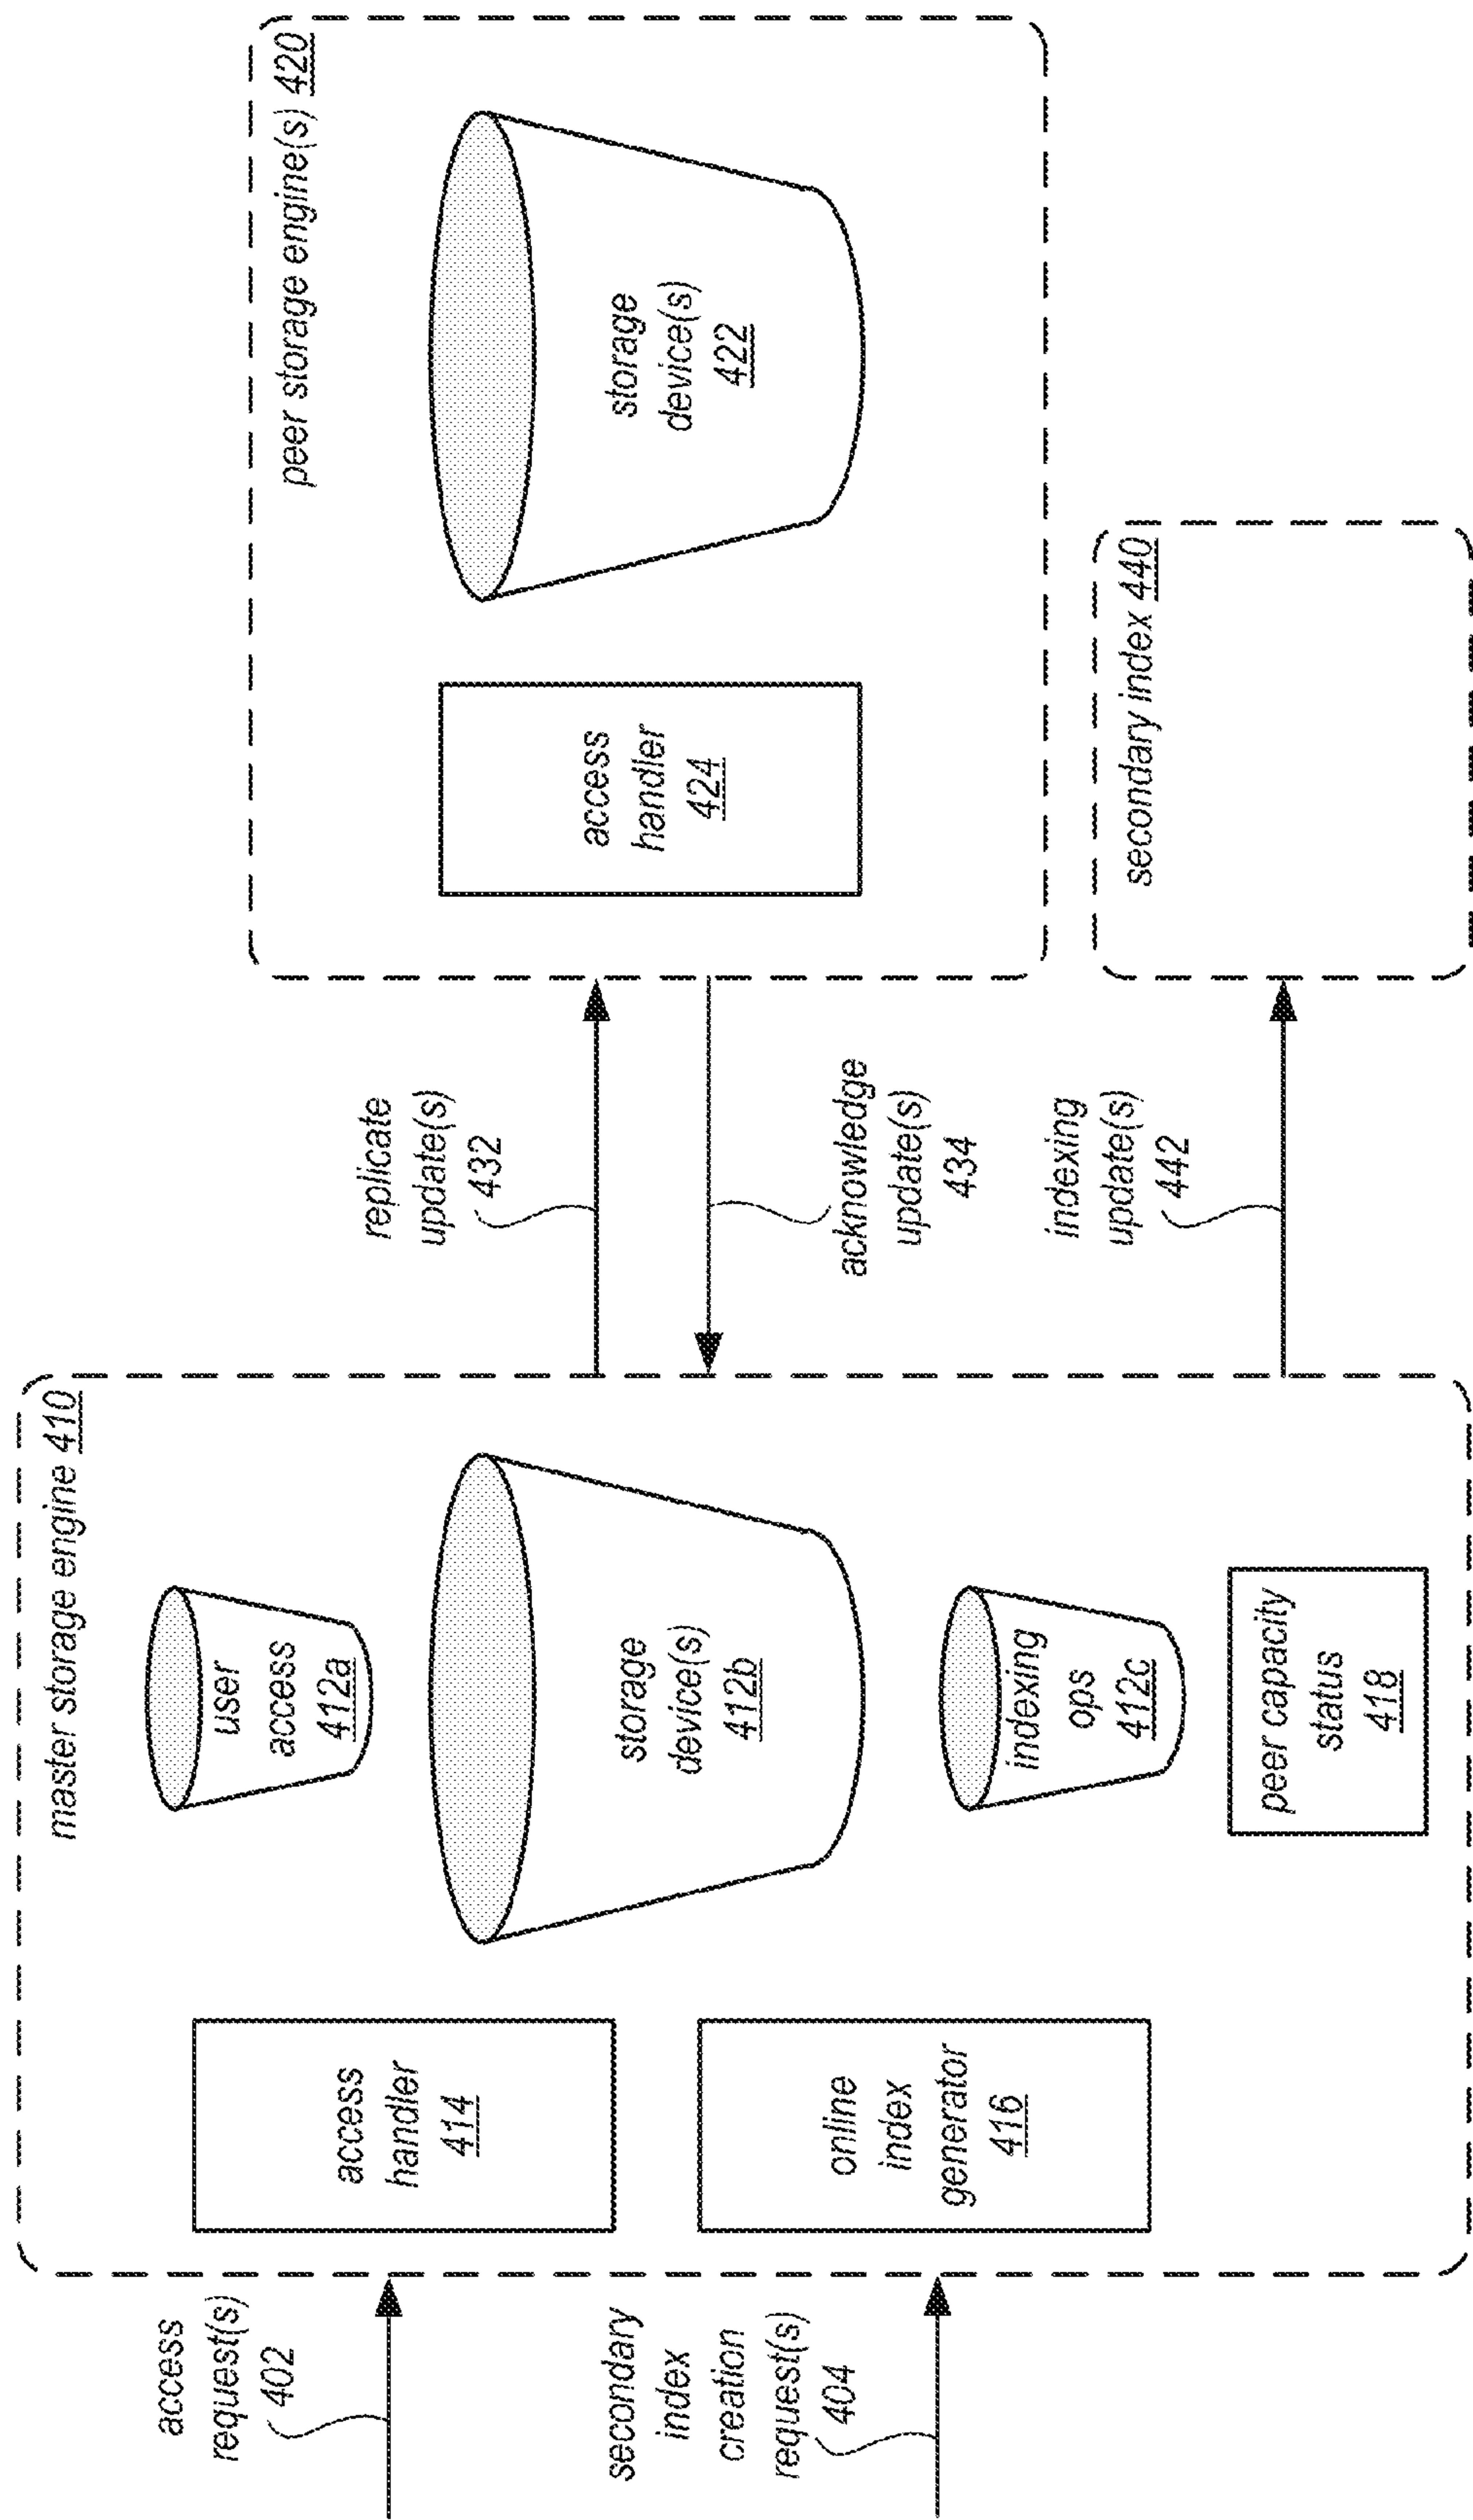 access
request(s)
402
secondary
index
creation
request(s)
404
master storage engine 410
access
handler
414
online
index
generator
416
user
access
412a
storage
device(s)
412b
indexing
ops
412c
peer capacity
status
418
replicate
update(s)
432
acknowledge
update(s)
434
indexing
update(s)
442
peer storage engine(s) 420
access
handler
424
storage
device(s)
422
secondary index 440